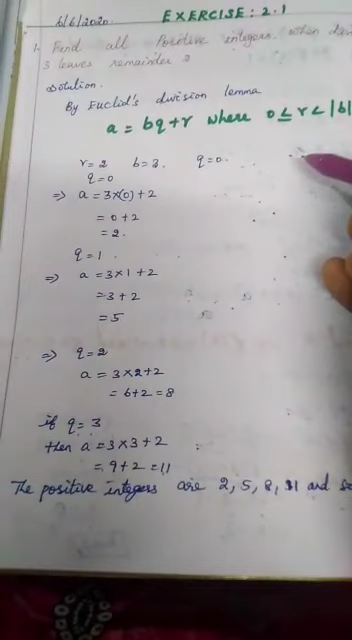 6/6/2020
EXERCISE: 2.1
1. Find all Positive integers, when
3 leaves remainder 2
solution.
By Euclid's division lemma
a = bq + r where 0 ≤ r < |b|
r = 2 b = 3. q = 0.
q = 0
⇒ a = 3×(0) + 2
= 0 + 2
= 2.
q = 1
⇒ a = 3×1 + 2
= 3 + 2
= 5
⇒ q = 2
a = 3×2+2
= 6+2 = 8
if q = 3
then a = 3×3+2
= 9+2 = 11
The positive integers are 2, 5, 8, 11 and